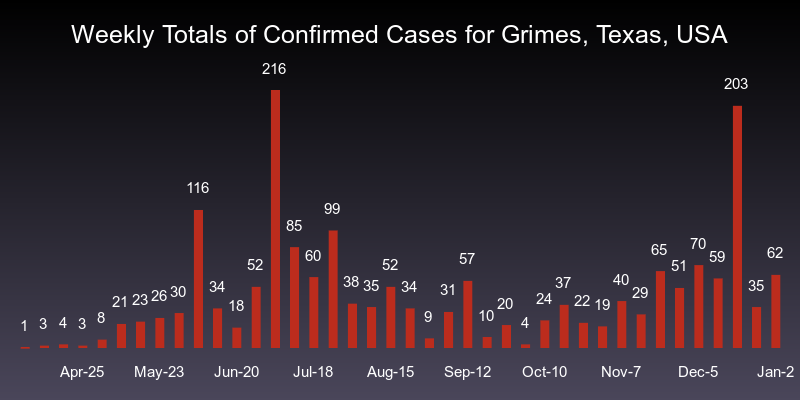 Weekly Totals of Confirmed Cases for Grimes, Texas, USA
1 3 4 3 8 21 23 26 30 116 34 18 52 216 85 60 99 38 35 52 34 9 31 57 10 20 4 24 37 22 19 40 29 65 51 70 59 203 35 62
Apr-25 May-23 Jun-20 Jul-18 Aug-15 Sep-12 Oct-10 Nov-7 Dec-5 Jan-2